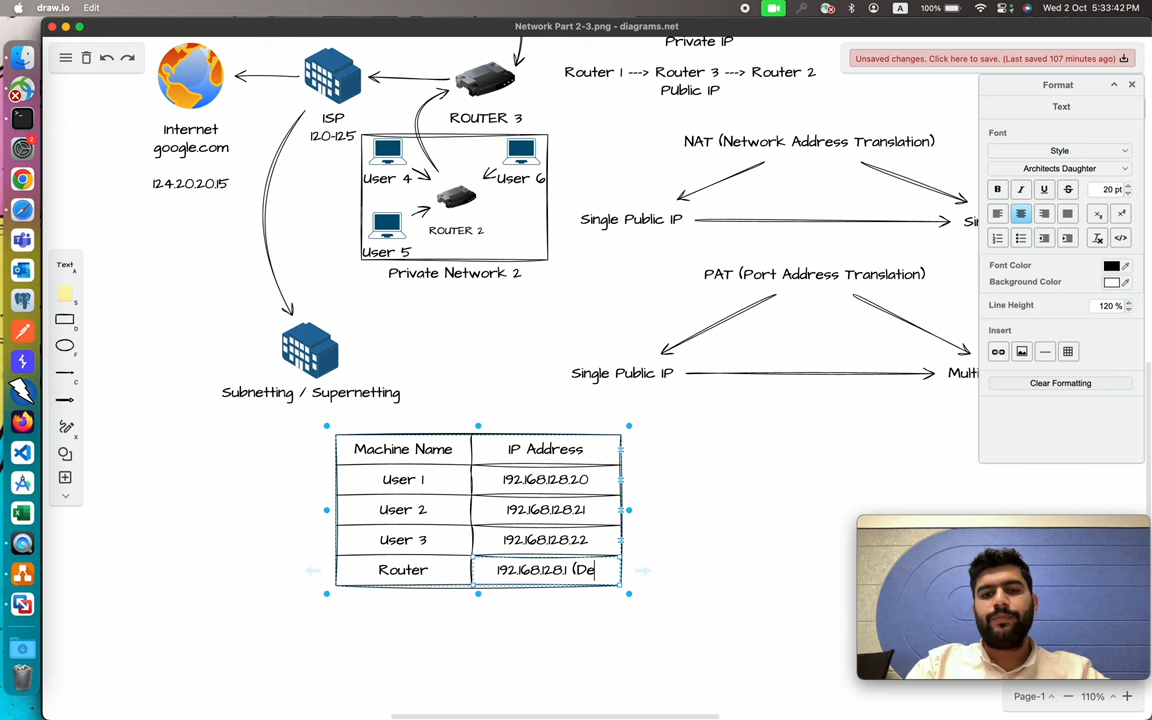 draw.io Edit
100% Wed 2 Oct 5:33:42 PM
Network Part 2-3.png - diagrams.net
Unsaved changes. Click here to save. (Last saved 107 minutes ago)
Private IP
Router 1 ---> Router 3 ---> Router 2
PUblic IP
ISP
120-125
ROUTER 3
Internet
google.com
124.20.20.15
User 4
User 6
ROUTER 2
User 5
Private Network 2
NAT (Network Address Translation)
Single Public IP
PAT (Port Address Translation)
Single Public IP
Subnetting / Supernetting
Machine Name IP Address
User 1 192.168.128.20
User 2 192.168.128.21
User 3 192.168.128.22
Router 192.168.128.1 (De
Text
Format
Text
Font
Style
Architects Daughter
B I U S 20 pt
Font Color
Background Color
Line Height 120 %
Insert
Clear Formatting
Page-1 110%